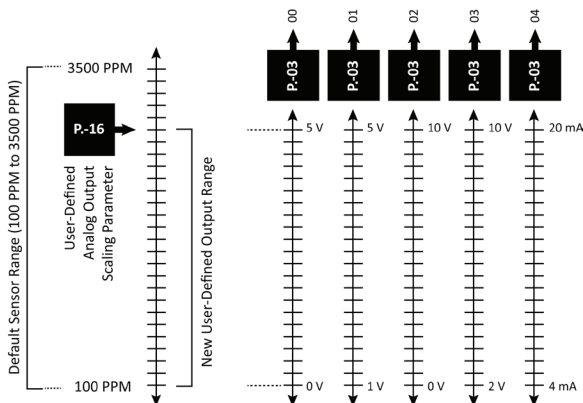 Default Sensor Range (100 PPM to 3500 PPM)
3500 PPM
P.-16
User-Defined
Analog Output
Scaling Parameter
100 PPM
New User-Defined Output Range
00
01
02
03
04
P.-03
P.-03
P.-03
P.-03
P.-03
5 V
5 V
10 V
10 V
20 mA
0 V
1 V
0 V
2 V
4 mA